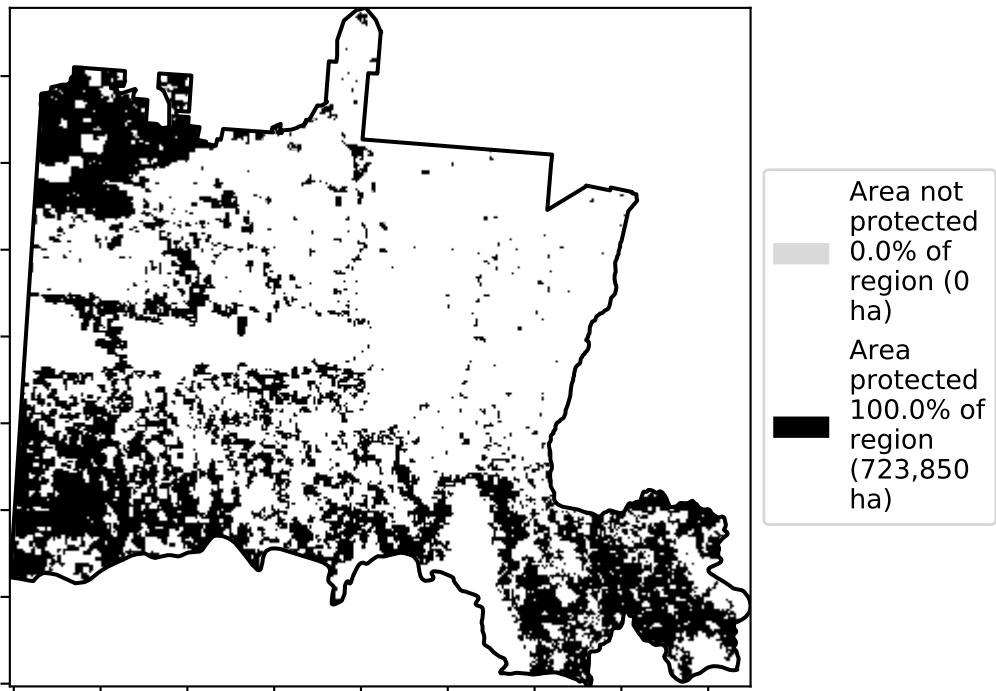 Area not
protected
0.0% of
region (0
ha)
Area
protected
100.0% of
region
(723,850
ha)